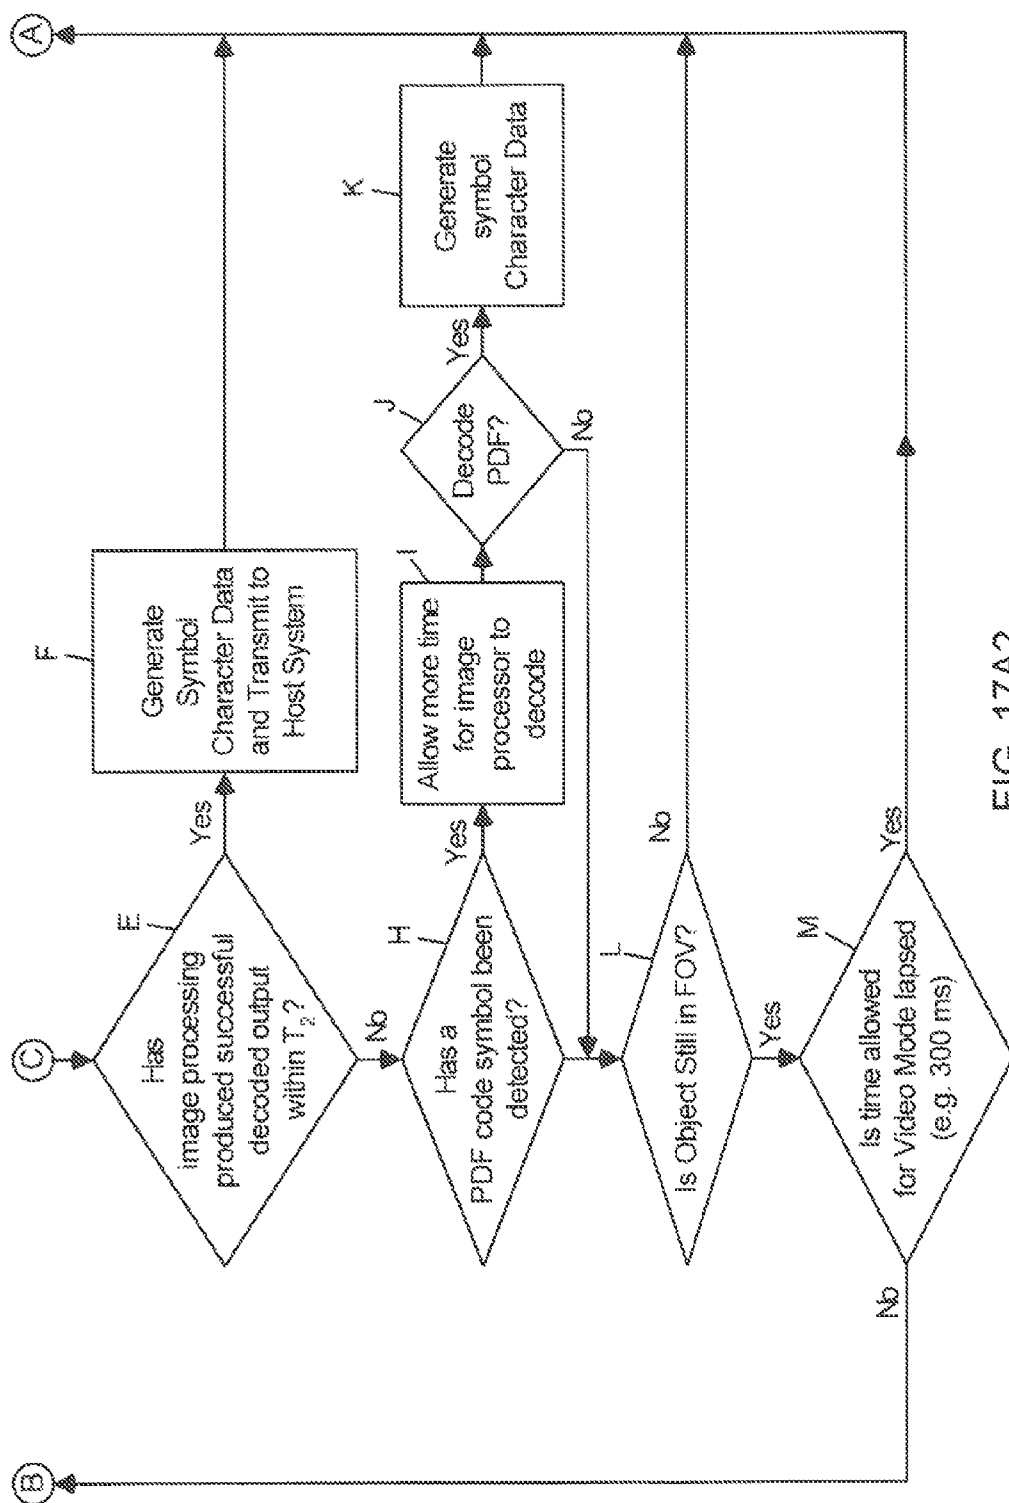 C
E
Has
image processing
produced successful
decoded output
within T₂?
Yes
No
F
Generate
Symbol
Character Data
and Transmit to
Host System
A
H
Has a
PDF code symbol been
detected?
Yes
I
Allow more time
for image
processor to
decode
J
Decode
PDF?
Yes
No
K
Generate
symbol
Character Data
L
Is Object Still in FOV?
No
Yes
M
Is time allowed
for Video Mode lapsed
(e.g. 300 ms)
Yes
No
B
FIG. 17A2